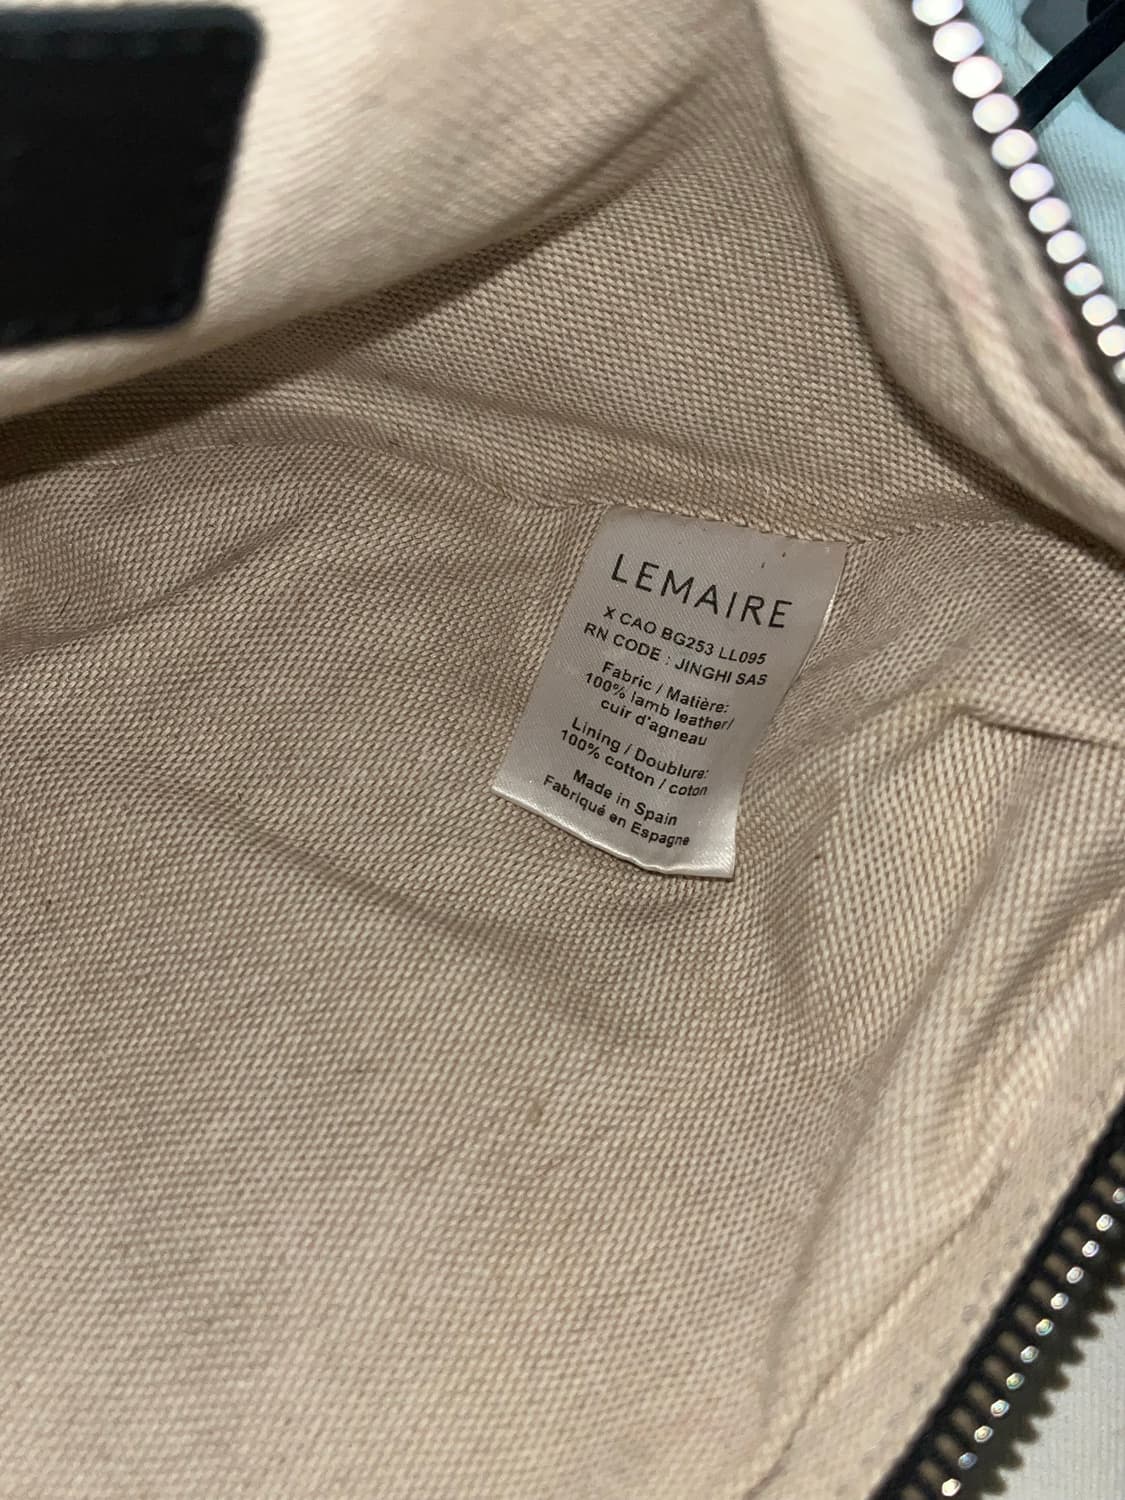 LEMAIRE
X CAO BG253 LL095
RN CODE : JINGHI SAS
Fabric / Matière:
100% lamb leather/
cuir d'agneau
Lining / Doublure:
100% cotton / coton
Made in Spain
Fabriqué en Espagne